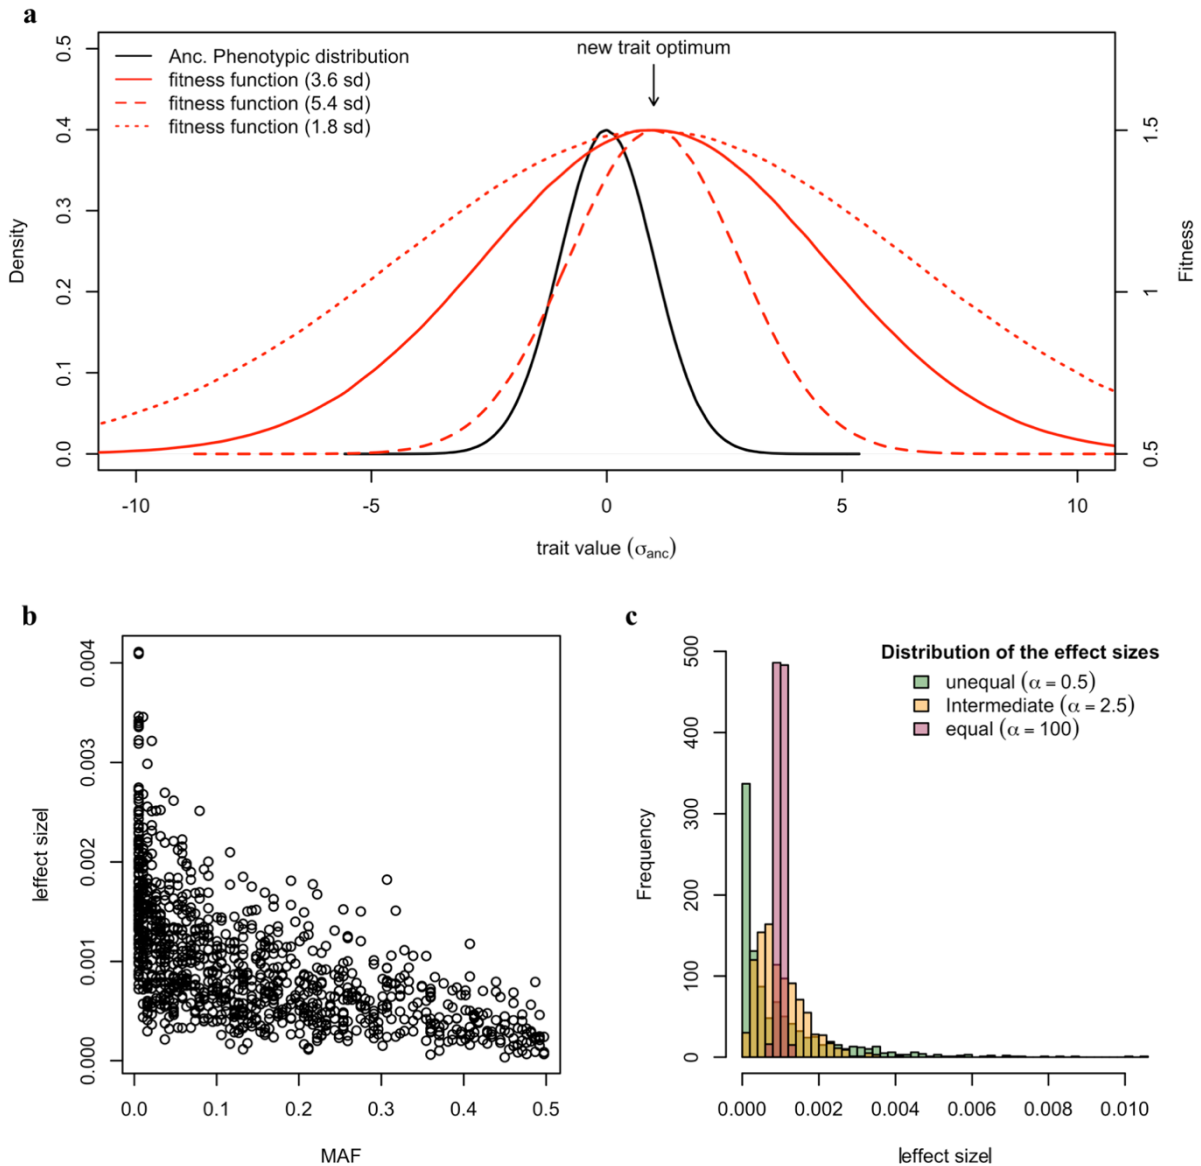 a
new trait optimum
Anc. Phenotypic distribution
fitness function (3.6 sd)
fitness function (5.4 sd)
fitness function (1.8 sd)
Density
0.0 0.1 0.2 0.3 0.4 0.5
Fitness
0.5 1 1.5
-10 -5 0 5 10
trait value (σanc)
b
|effect size|
0.000 0.001 0.002 0.003 0.004
0.0 0.1 0.2 0.3 0.4 0.5
MAF
c
Distribution of the effect sizes
unequal (α = 0.5)
Intermediate (α = 2.5)
equal (α = 100)
Frequency
0 100 200 300 400 500
0.000 0.002 0.004 0.006 0.008 0.010
|effect size|